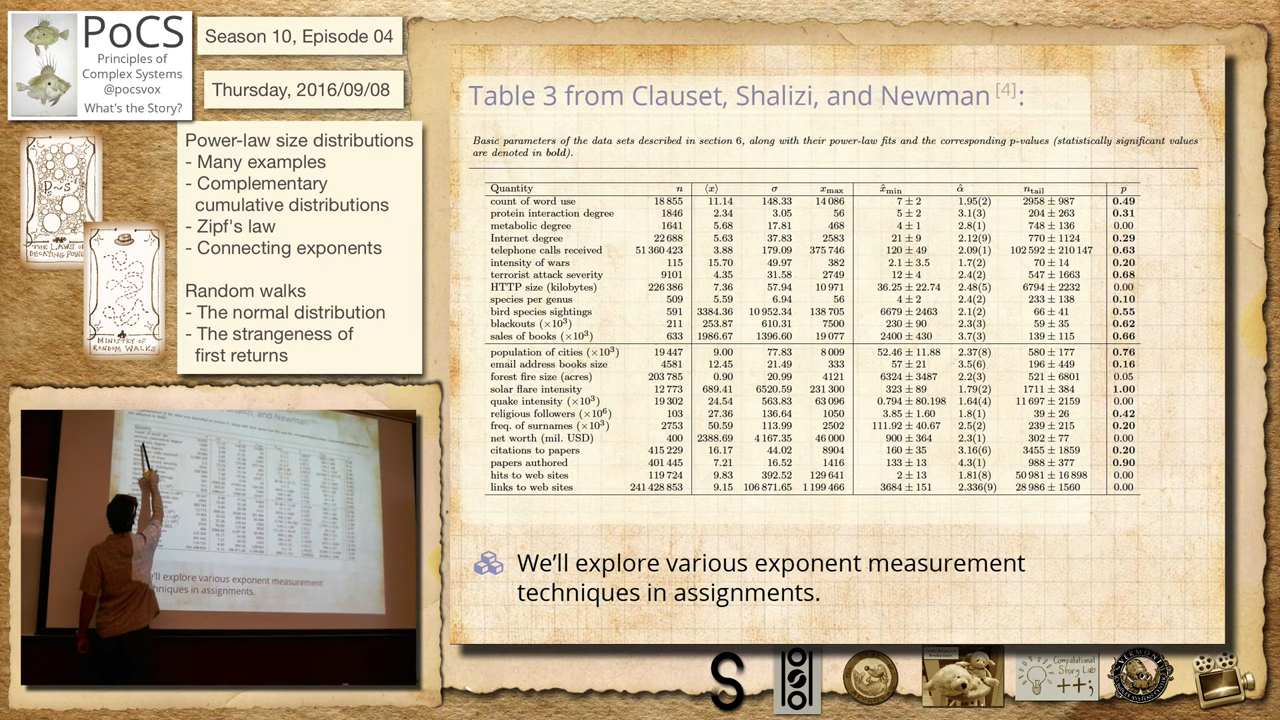 PoCS
Principles of
Complex Systems
@pocsvox
What's the Story?
Season 10, Episode 04
Thursday, 2016/09/08
Power-law size distributions
- Many examples
- Complementary
cumulative distributions
- Zipf's law
- Connecting exponents
Random walks
- The normal distribution
- The strangeness of
first returns
P~s
THE LAWS OF
DECAYING POWER
MINISTRY OF
RANDOM WALKS
Table 3 from Clauset, Shalizi, and Newman [4]:
Basic parameters of the data sets described in section 6, along with their power-law fits and the corresponding p-values (statistically significant values
are denoted in bold).
Quantity n ⟨x⟩ σ xmax x̂min α̂ ntail p
count of word use 18 855 11.14 148.33 14 086 7 ± 2 1.95(2) 2958 ± 987 0.49
protein interaction degree 1846 2.34 3.05 56 5 ± 2 3.1(3) 204 ± 263 0.31
metabolic degree 1641 5.68 17.81 468 4 ± 1 2.8(1) 748 ± 136 0.00
Internet degree 22 688 5.63 37.83 2583 21 ± 9 2.12(9) 770 ± 1124 0.29
telephone calls received 51 360 423 3.88 179.09 375 746 120 ± 49 2.09(1) 102 592 ± 210 147 0.63
intensity of wars 115 15.70 49.97 382 2.1 ± 3.5 1.7(2) 70 ± 14 0.20
terrorist attack severity 9101 4.35 31.58 2749 12 ± 4 2.4(2) 547 ± 1663 0.68
HTTP size (kilobytes) 226 386 7.36 57.94 10 971 36.25 ± 22.74 2.48(5) 6794 ± 2232 0.00
species per genus 509 5.59 6.94 56 4 ± 2 2.4(2) 233 ± 138 0.10
bird species sightings 591 3384.36 10 952.34 138 705 6679 ± 2463 2.1(2) 66 ± 41 0.55
blackouts (×10³) 211 253.87 610.31 7500 230 ± 90 2.3(3) 59 ± 35 0.62
sales of books (×10³) 633 1986.67 1396.60 19 077 2400 ± 430 3.7(3) 139 ± 115 0.66
population of cities (×10³) 19 447 9.00 77.83 8 009 52.46 ± 11.88 2.37(8) 580 ± 177 0.76
email address books size 4581 12.45 21.49 333 57 ± 21 3.5(6) 196 ± 449 0.16
forest fire size (acres) 203 785 0.90 20.99 4121 6324 ± 3487 2.2(3) 521 ± 6801 0.05
solar flare intensity 12 773 689.41 6520.59 231 300 323 ± 89 1.79(2) 1711 ± 384 1.00
quake intensity (×10³) 19 302 24.54 563.83 63 096 0.794 ± 80.198 1.64(4) 11 697 ± 2159 0.00
religious followers (×10⁶) 103 27.36 136.64 1050 3.85 ± 1.60 1.8(1) 39 ± 26 0.42
freq. of surnames (×10³) 2753 50.59 113.99 2502 111.92 ± 40.67 2.5(2) 239 ± 215 0.20
net worth (mil. USD) 400 2388.69 4 167.35 46 000 900 ± 364 2.3(1) 302 ± 77 0.00
citations to papers 415 229 16.17 44.02 8904 160 ± 35 3.16(6) 3455 ± 1859 0.20
papers authored 401 445 7.21 16.52 1416 133 ± 13 4.3(1) 988 ± 377 0.90
hits to web sites 119 724 9.83 392.52 129 641 2 ± 13 1.81(8) 50 981 ± 16 898 0.00
links to web sites 241 428 853 9.15 106 871.65 1 199 466 3684 ± 151 2.336(9) 28 986 ± 1560 0.00
We'll explore various exponent measurement
techniques in assignments.
'll explore various exponent measurement
niques in assignments.
S
Computational
Story Lab
++;
VERMONT